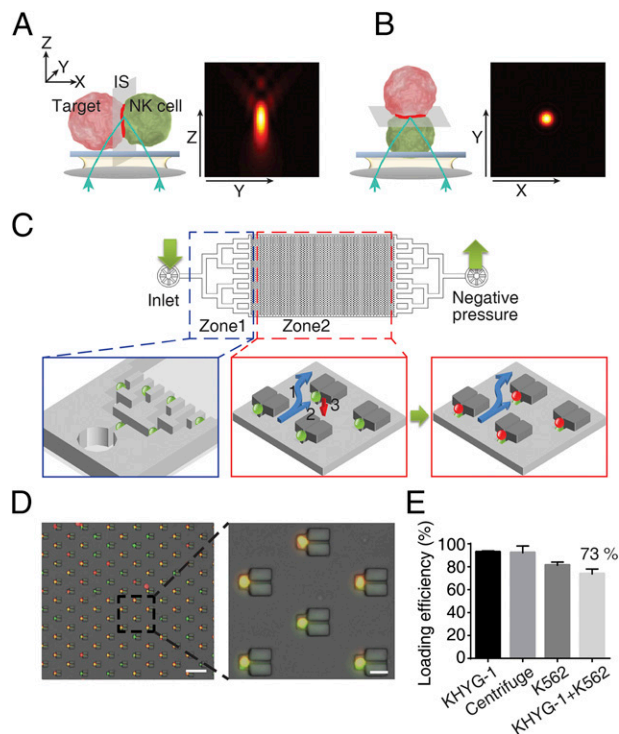 A
B
Z
Y
X
IS
Target
NK cell
Z
Y
Y
X
C
Inlet
Zone1
Zone2
Negative
pressure
1
2
3
D
E
Loading efficiency (%)
100
80
60
40
20
0
73 %
KHYG-1
Centrifuge
K562
KHYG-1+K562